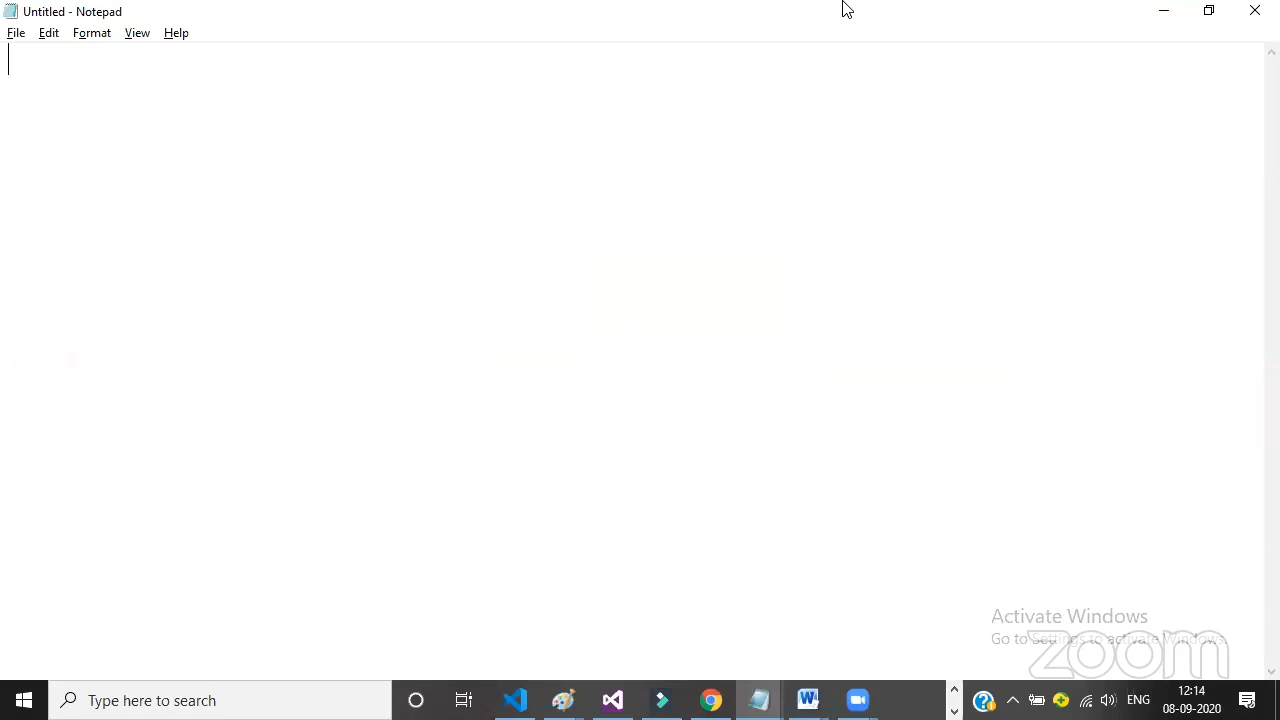 Untitled - Notepad
File Edit Format View Help
Activate Windows
Go to Settings to activate Windows.
zoom
Type here to search
ENG
12:14
08-09-2020